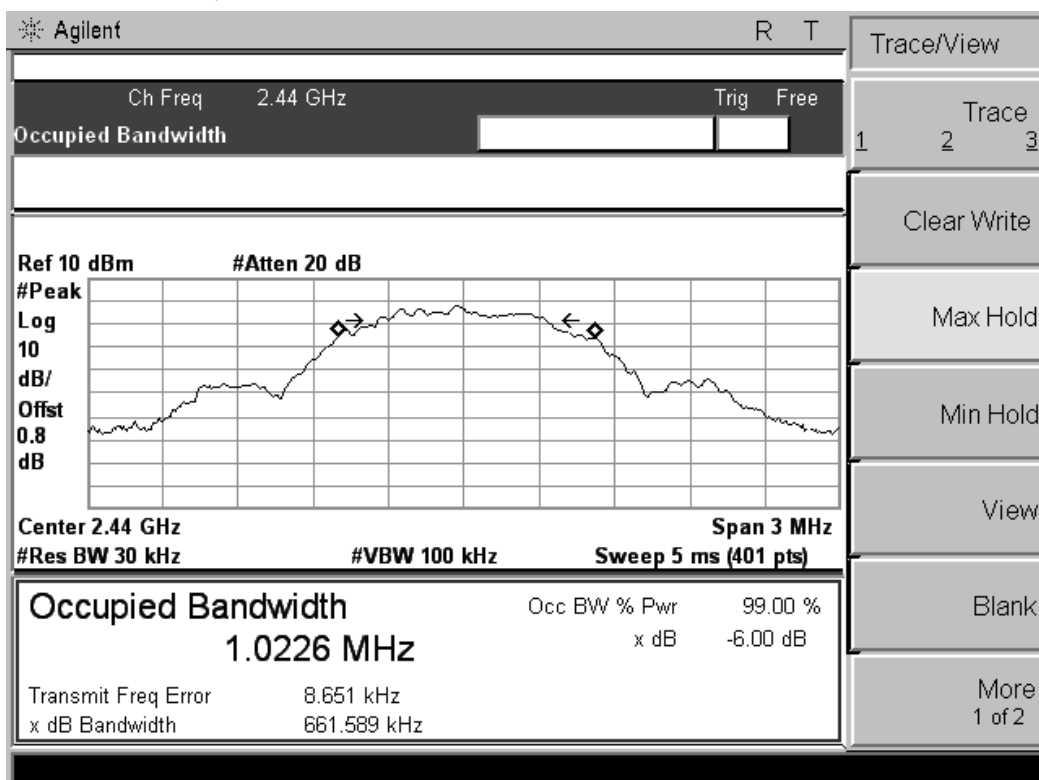 Agilent R T
Ch Freq 2.44 GHz Trig Free
Occupied Bandwidth
Ref 10 dBm #Atten 20 dB
#Peak
Log
10
dB/
Offst
0.8
dB
Center 2.44 GHz Span 3 MHz
#Res BW 30 kHz #VBW 100 kHz Sweep 5 ms (401 pts)
Occupied Bandwidth
1.0226 MHz
Occ BW % Pwr 99.00 %
x dB -6.00 dB
Transmit Freq Error 8.651 kHz
x dB Bandwidth 661.589 kHz
Trace/View
Trace
1 2 3
Clear Write
Max Hold
Min Hold
View
Blank
More
1 of 2